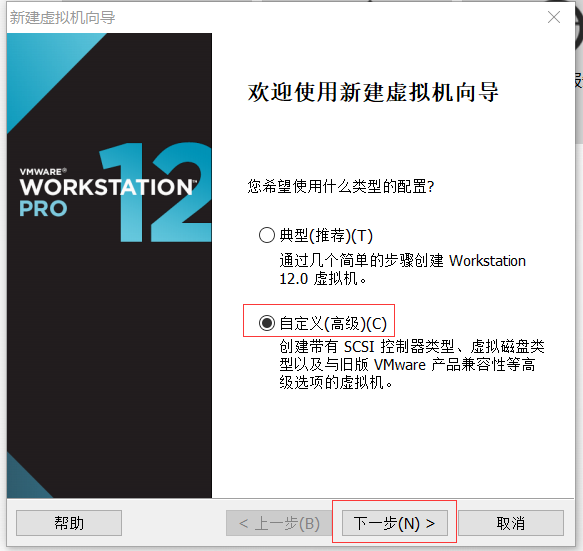 新建虚拟机向导
报
欢迎使用新建虚拟机向导
VMWARE®
WORKSTATION™
PRO
12
您希望使用什么类型的配置?
典型(推荐)(T)
通过几个简单的步骤创建 Workstation
12.0 虚拟机。
自定义(高级)(C)
创建带有 SCSI 控制器类型、虚拟磁盘类
型以及与旧版 VMware 产品兼容性等高
级选项的虚拟机。
帮助
< 上一步(B)
下一步(N) >
取消